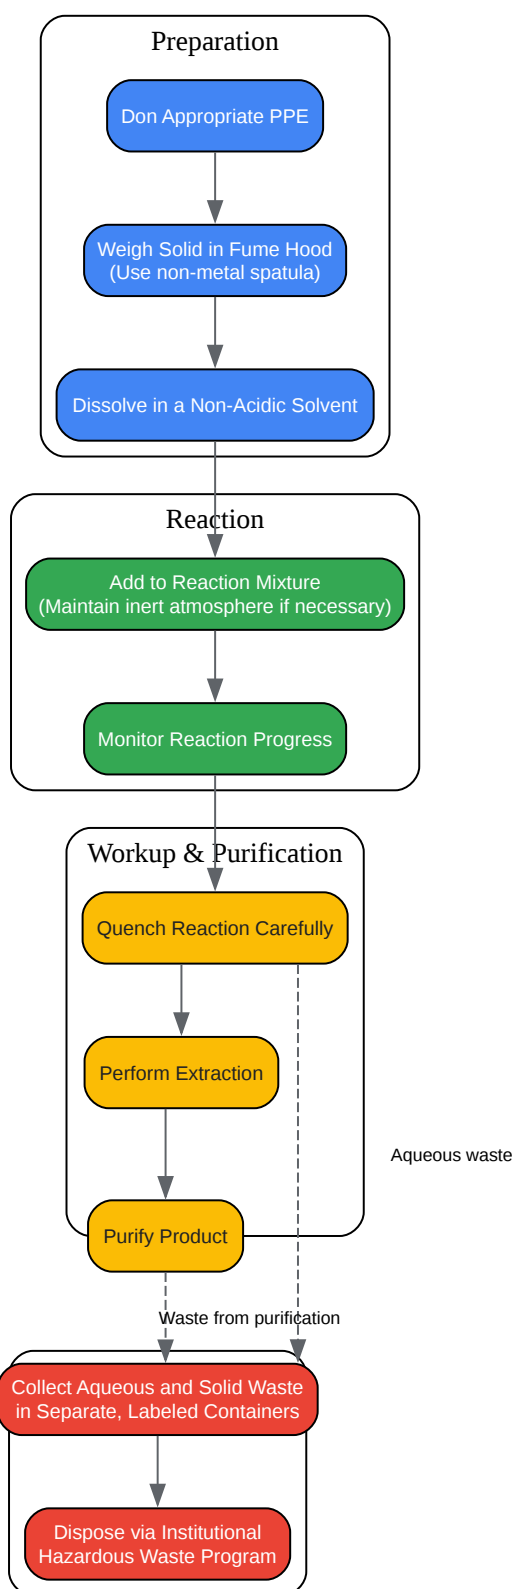 Preparation
Don Appropriate PPE
Weigh Solid in Fume Hood
(Use non-metal spatula)
Dissolve in a Non-Acidic Solvent
Reaction
Add to Reaction Mixture
(Maintain inert atmosphere if necessary)
Monitor Reaction Progress
Workup & Purification
Quench Reaction Carefully
Perform Extraction
Aqueous waste
Purify Product
Waste from purification
Collect Aqueous and Solid Waste
in Separate, Labeled Containers
Dispose via Institutional
Hazardous Waste Program